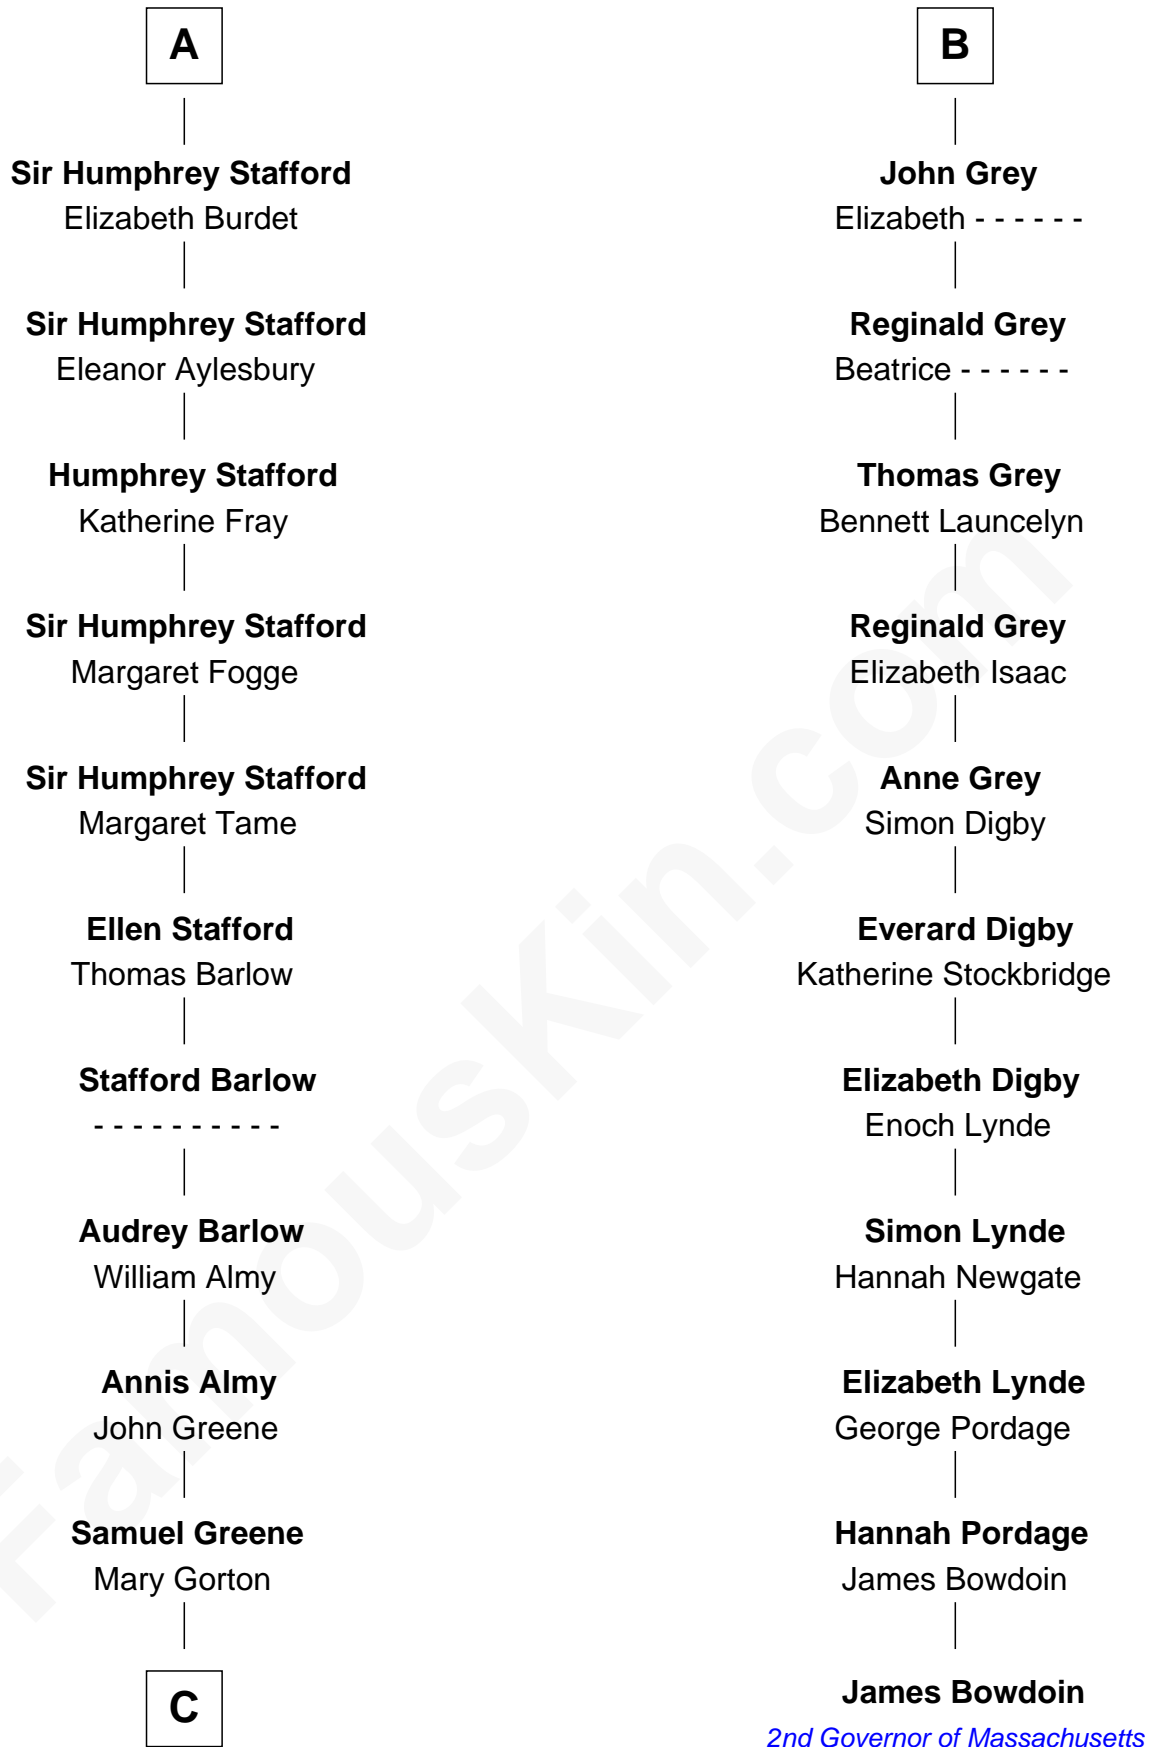 A
Sir Humphrey Stafford
Elizabeth Burdet
Sir Humphrey Stafford
Eleanor Aylesbury
Humphrey Stafford
Katherine Fray
Sir Humphrey Stafford
Margaret Fogge
Sir Humphrey Stafford
Margaret Tame
Ellen Stafford
Thomas Barlow
Stafford Barlow
- - - - - - - - - -
Audrey Barlow
William Almy
Annis Almy
John Greene
Samuel Greene
Mary Gorton
C
B
John Grey
Elizabeth - - - - - -
Reginald Grey
Beatrice - - - - - -
Thomas Grey
Bennett Launcelyn
Reginald Grey
Elizabeth Isaac
Anne Grey
Simon Digby
Everard Digby
Katherine Stockbridge
Elizabeth Digby
Enoch Lynde
Simon Lynde
Hannah Newgate
Elizabeth Lynde
George Pordage
Hannah Pordage
James Bowdoin
James Bowdoin
2nd Governor of Massachusetts
FamousKin.com